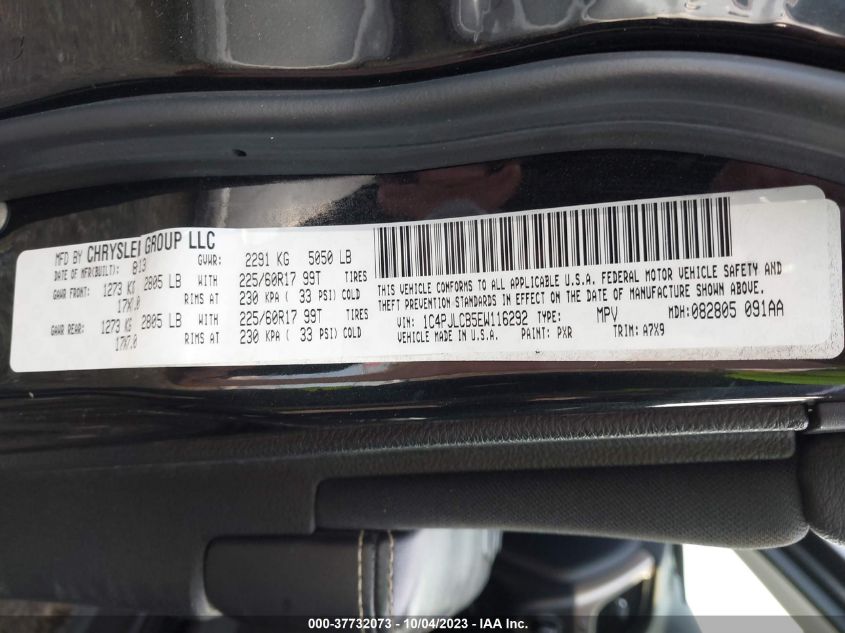 MFD BY CHRYSLER GROUP LLC
DATE OF MFR(BUILT): 813 GVWR: 2291 KG 5050 LB
GAWR FRONT: 1273 KG 2805 LB WITH 225/60R17 99T TIRES
17X7.0 RIMS AT 230 KPA ( 33 PSI) COLD
GAWR REAR: 1273 KG 2805 LB WITH 225/60R17 99T TIRES
17X7.0 RIMS AT 230 KPA ( 33 PSI) COLD
THIS VEHICLE CONFORMS TO ALL APPLICABLE U.S.A. FEDERAL MOTOR VEHICLE SAFETY AND
THEFT PREVENTION STANDARDS IN EFFECT ON THE DATE OF MANUFACTURE SHOWN ABOVE.
VIN: 1C4PJLCB5EW116292 TYPE: MPV MDH: 082805 091AA
VEHICLE MADE IN U.S.A. PAINT: PXR TRIM: A7X9
000-37732073 - 10/04/2023 - IAAI.com